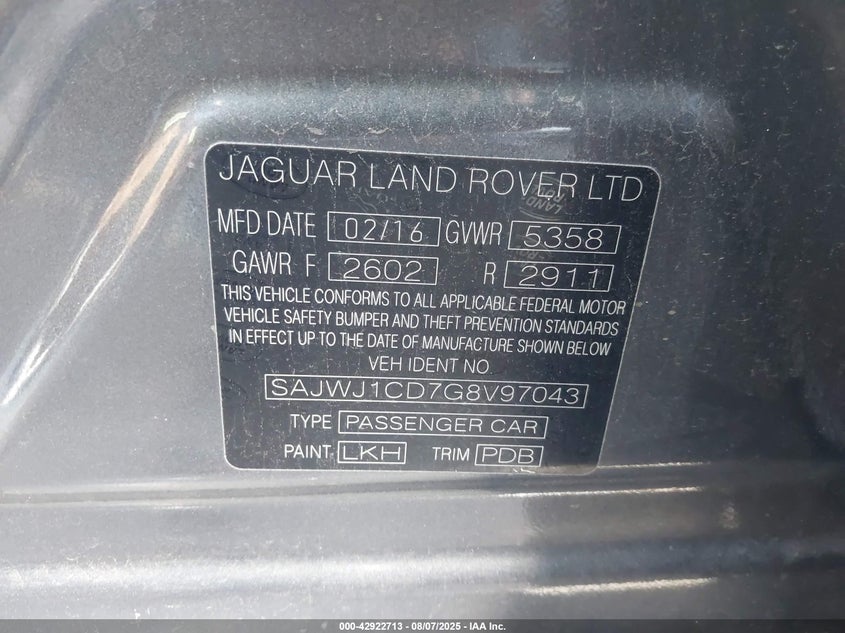 JAGUAR LAND ROVER LTD
MFD DATE 02/16 GVWR 5358
GAWR F 2602 R 2911
THIS VEHICLE CONFORMS TO ALL APPLICABLE FEDERAL MOTOR
VEHICLE SAFETY BUMPER AND THEFT PREVENTION STANDARDS
IN EFFECT UP TO THE DATE OF MANUFACTURE SHOWN BELOW
VEH IDENT NO.
SAJWJ1CD7G8V97043
TYPE PASSENGER CAR
PAINT LKH TRIM PDB
000-42922713 - 08/07/2025 - IAA Inc.